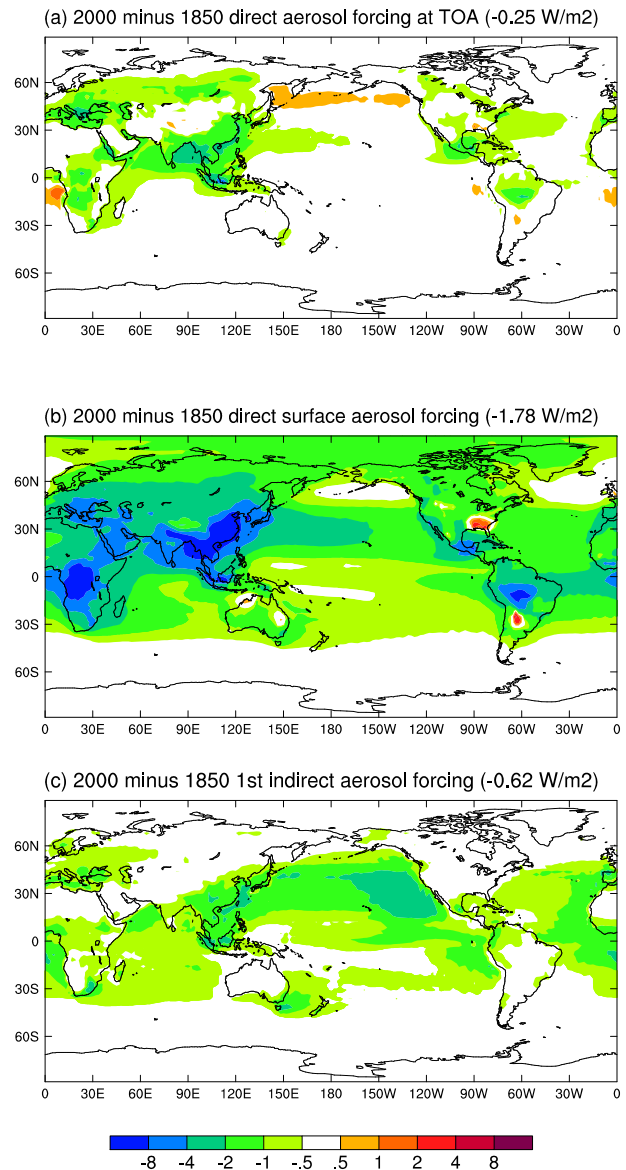 (a) 2000 minus 1850 direct aerosol forcing at TOA (-0.25 W/m2)
60N
30N
0
30S
60S
0 30E 60E 90E 120E 150E 180 150W 120W 90W 60W 30W 0
(b) 2000 minus 1850 direct surface aerosol forcing (-1.78 W/m2)
60N
30N
0
30S
60S
0 30E 60E 90E 120E 150E 180 150W 120W 90W 60W 30W 0
(c) 2000 minus 1850 1st indirect aerosol forcing (-0.62 W/m2)
60N
30N
0
30S
60S
0 30E 60E 90E 120E 150E 180 150W 120W 90W 60W 30W 0
-8 -4 -2 -1 -.5 .5 1 2 4 8